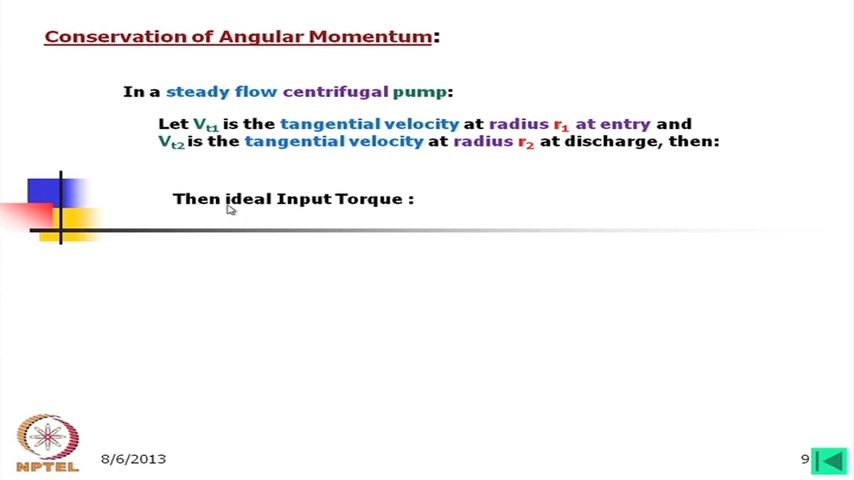 Conservation of Angular Momentum:
In a steady flow centrifugal pump:
Let Vt1 is the tangential velocity at radius r1 at entry and
Vt2 is the tangential velocity at radius r2 at discharge, then:
Then ideal Input Torque :
NPTEL
8/6/2013
9